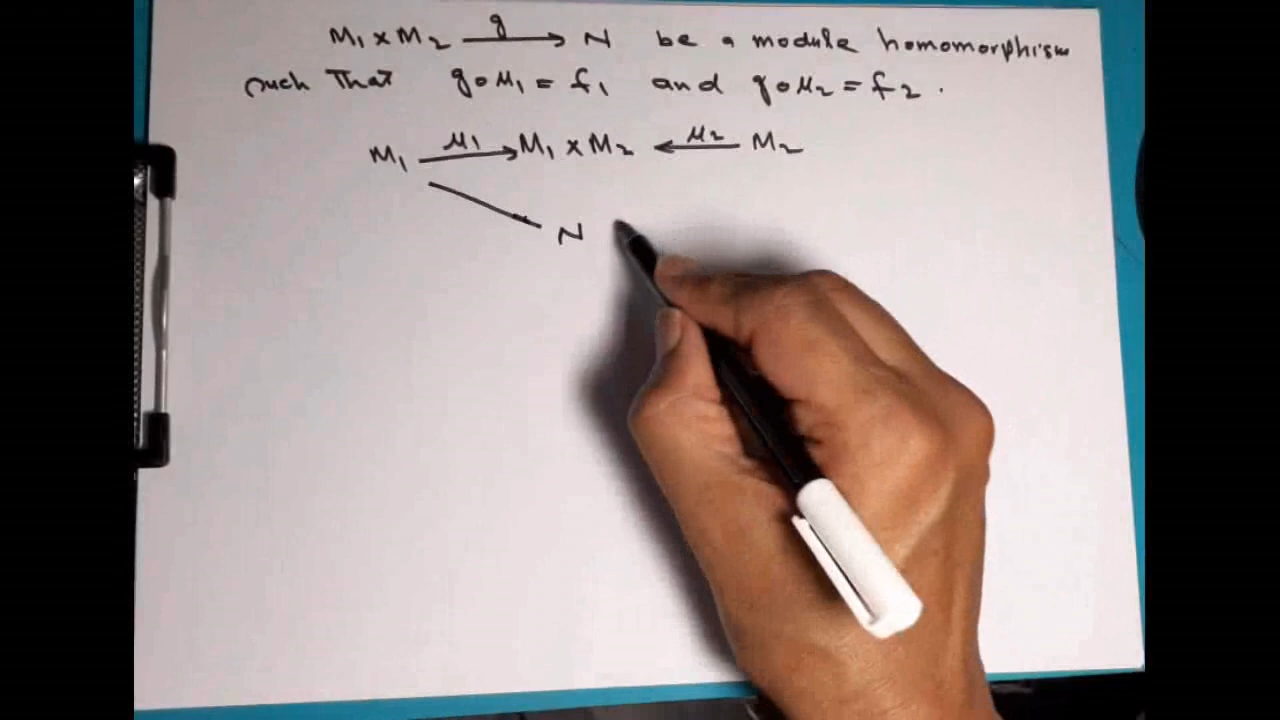 M₁ × M₂ —g→ N be a module homomorphism
such that g∘μ₁ = f₁ and g∘μ₂ = f₂.
M₁ —μ₁→ M₁ × M₂ ←μ₂— M₂
N